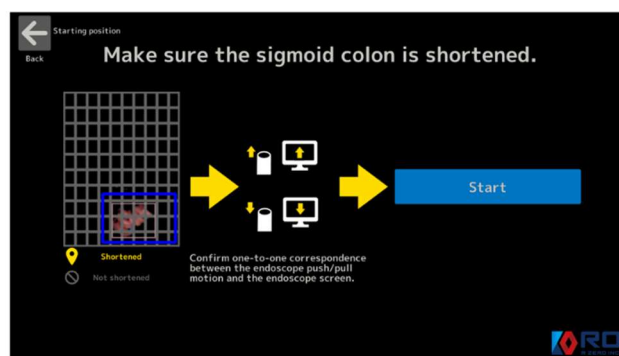 Starting position
Back
Make sure the sigmoid colon is shortened.
Start
Shortened
Not shortened
Confirm one-to-one correspondence
between the endoscope push/pull
motion and the endoscope screen.